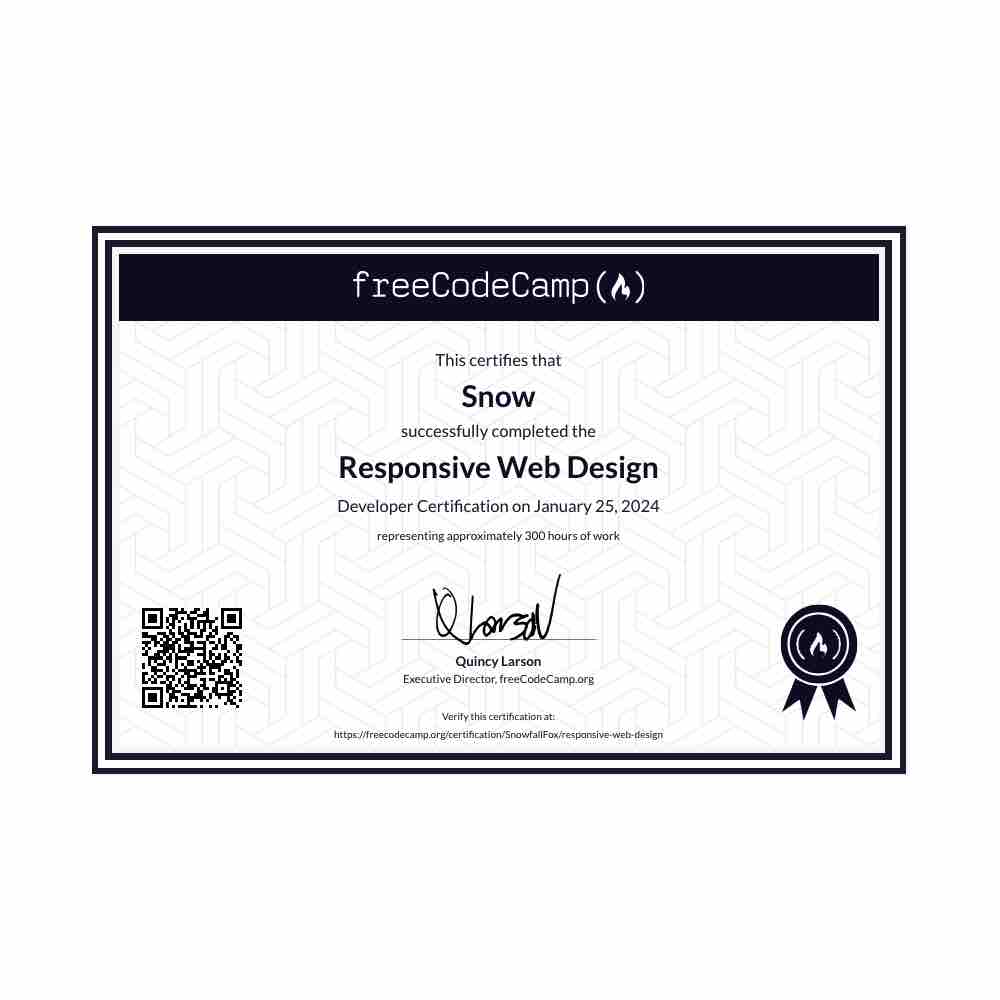 freeCodeCamp
This certifies that
Snow
successfully completed the
Responsive Web Design
Developer Certification on January 25, 2024
representing approximately 300 hours of work
Q Larson
Quincy Larson
Executive Director, freeCodeCamp.org
Verify this certification at:
https://freecodecamp.org/certification/SnowfallFox/responsive-web-design